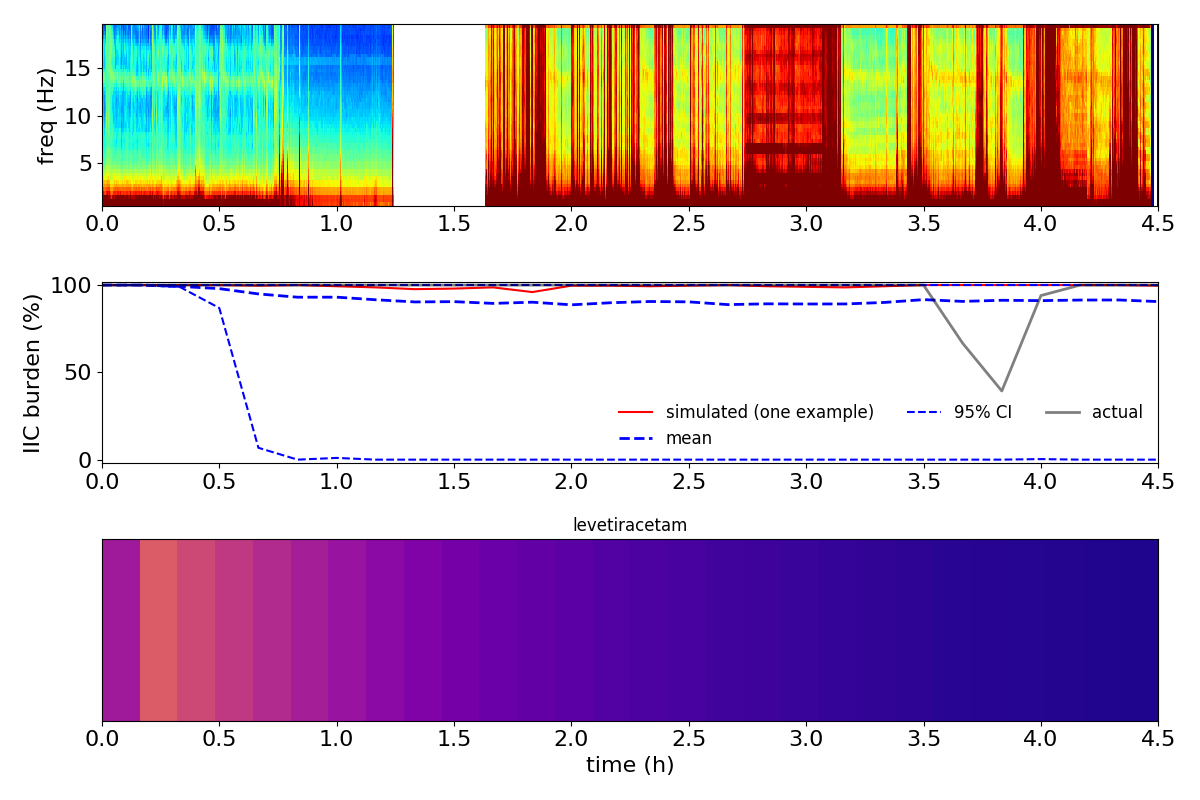 freq (Hz)
15
10
5
0.0 0.5 1.0 1.5 2.0 2.5 3.0 3.5 4.0 4.5
IIC burden (%)
100
50
0
simulated (one example) 95% CI actual
mean
0.0 0.5 1.0 1.5 2.0 2.5 3.0 3.5 4.0 4.5
levetiracetam
0.0 0.5 1.0 1.5 2.0 2.5 3.0 3.5 4.0 4.5
time (h)